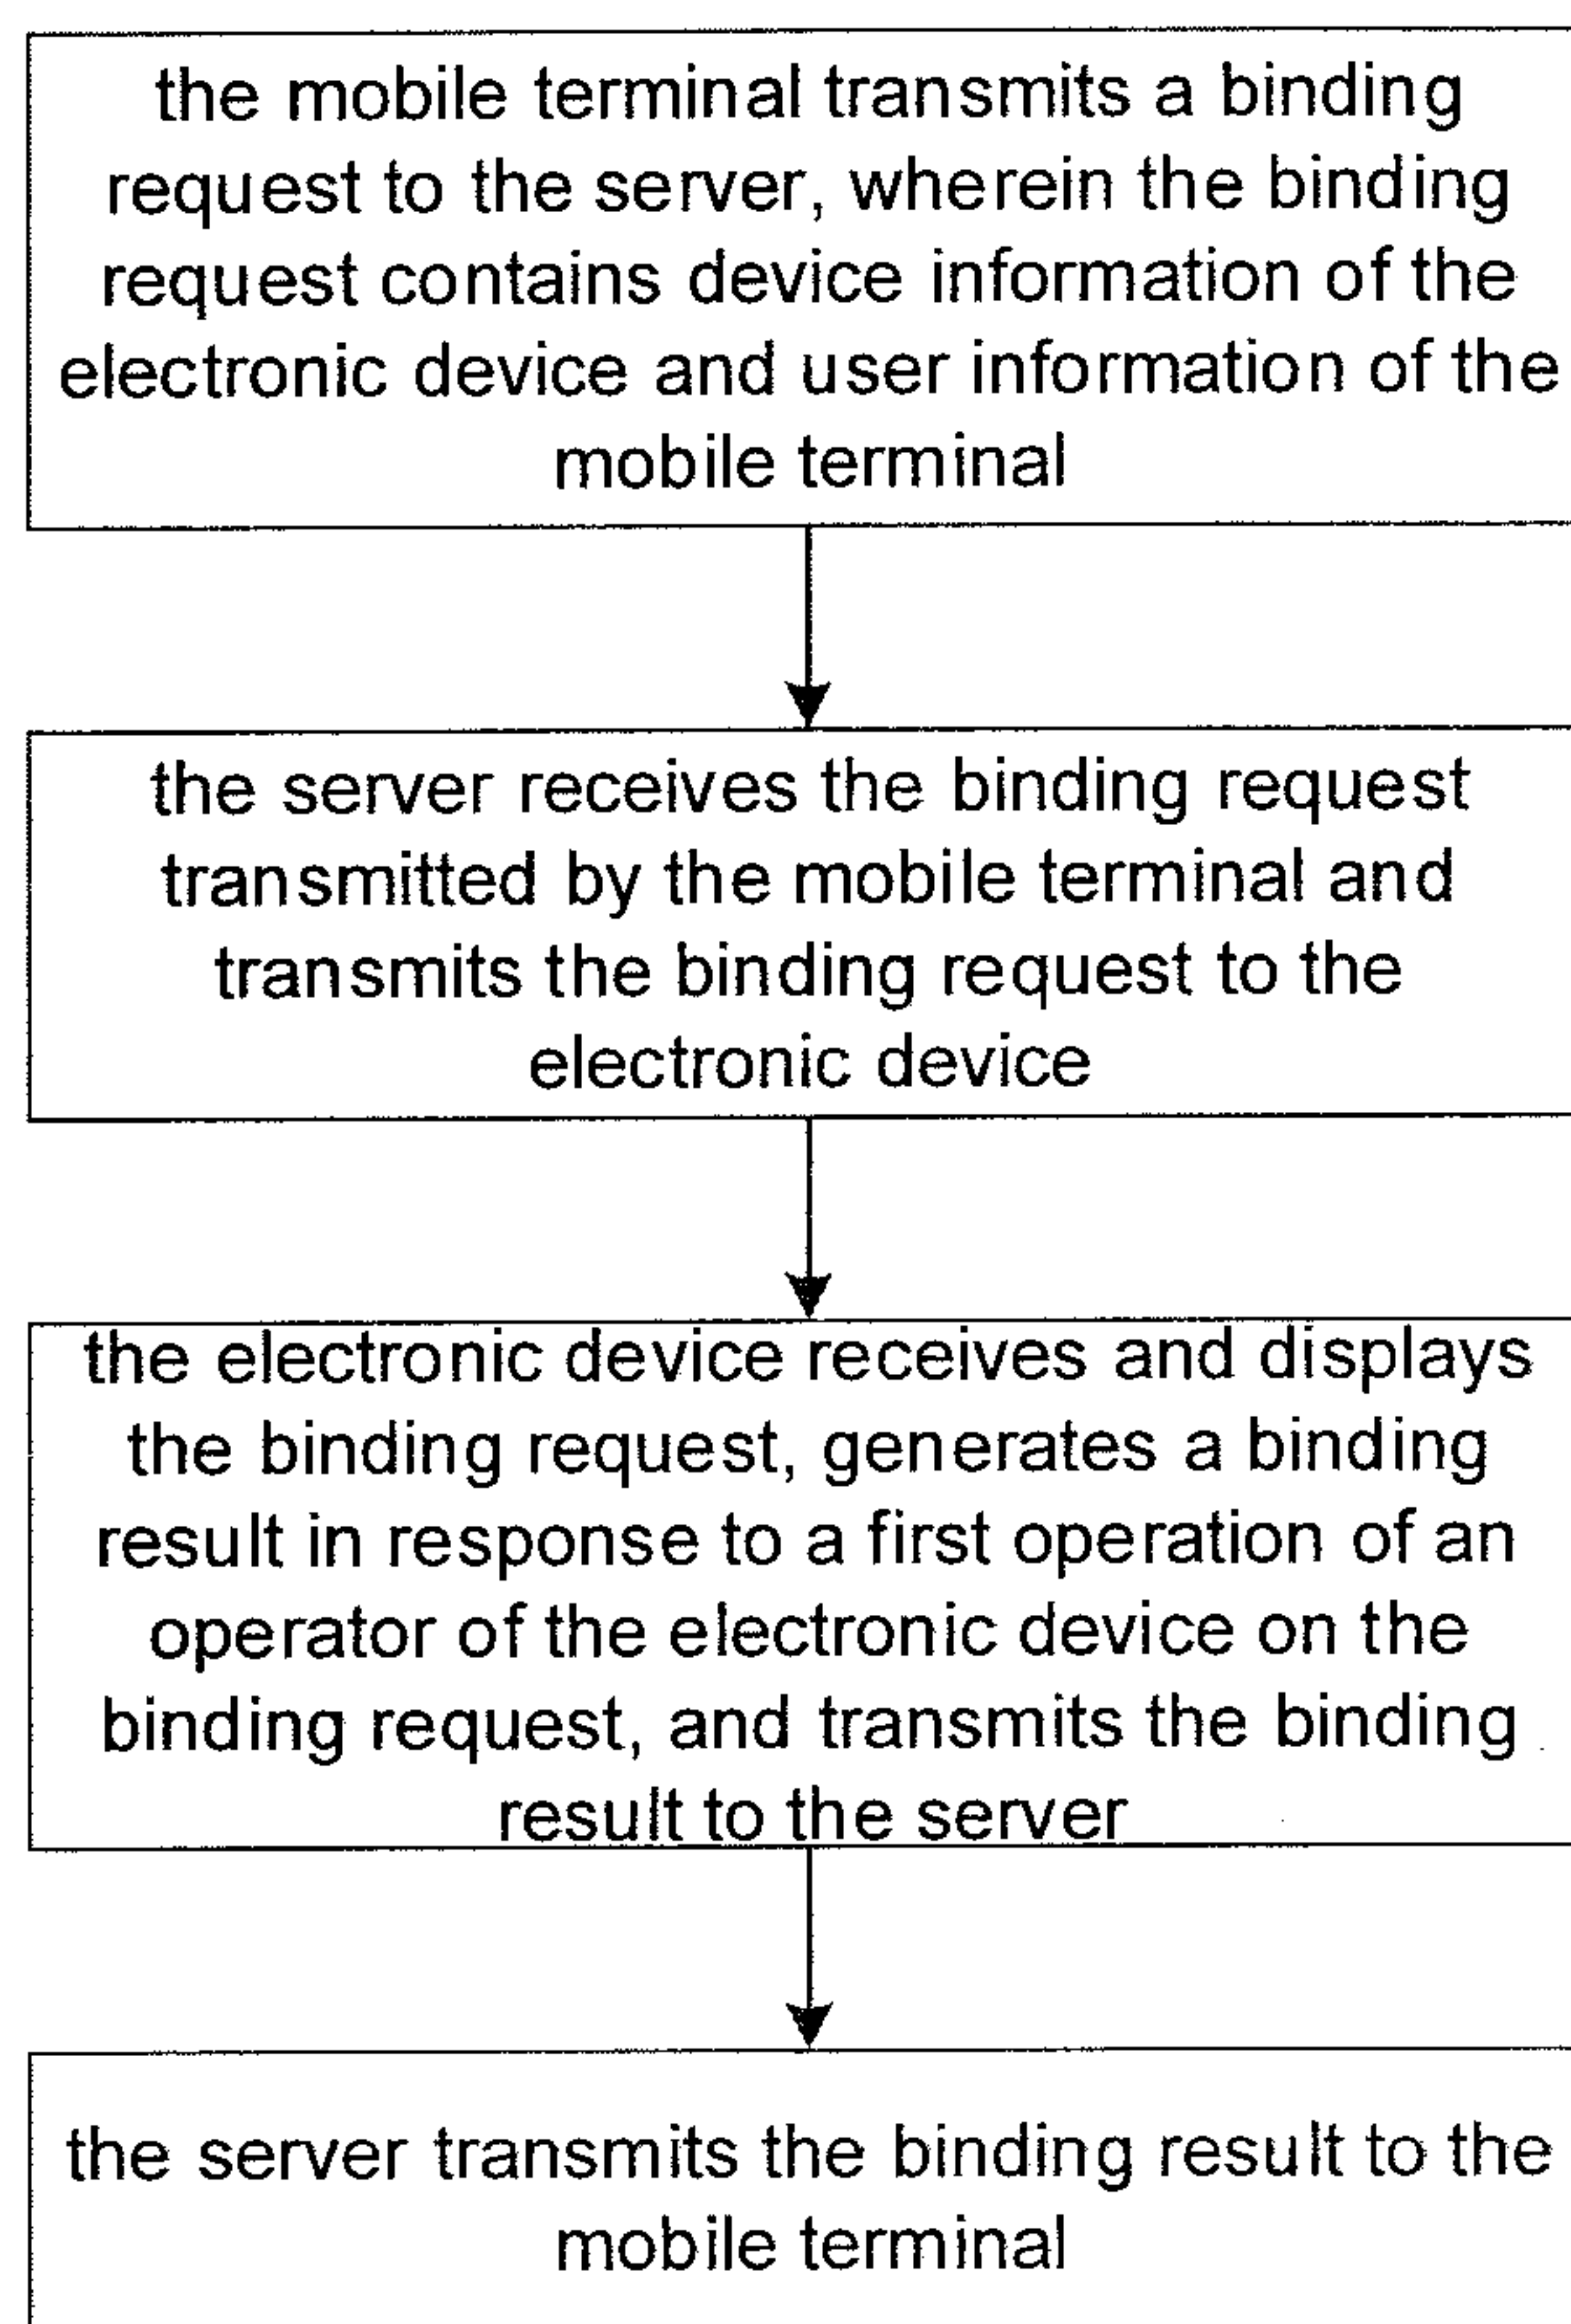 the mobile terminal transmits a binding
request to the server, wherein the binding
request contains device information of the
electronic device and user information of the
mobile terminal
the server receives the binding request
transmitted by the mobile terminal and
transmits the binding request to the
electronic device
the electronic device receives and displays
the binding request, generates a binding
result in response to a first operation of an
operator of the electronic device on the
binding request, and transmits the binding
result to the server
the server transmits the binding result to the
mobile terminal